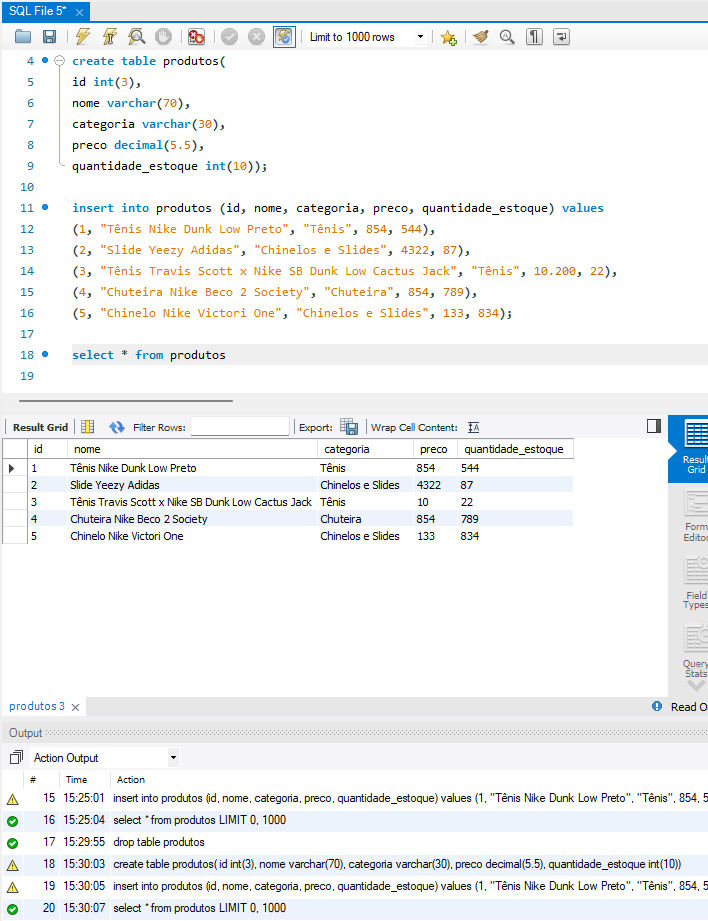 SQL File 5*
Limit to 1000 rows
4 create table produtos(
5 id int(3),
6 nome varchar(70),
7 categoria varchar(30),
8 preco decimal(5.5),
9 quantidade_estoque int(10));
10
11 insert into produtos (id, nome, categoria, preco, quantidade_estoque) values
12 (1, "Tênis Nike Dunk Low Preto", "Tênis", 854, 544),
13 (2, "Slide Yeezy Adidas", "Chinelos e Slides", 4322, 87),
14 (3, "Tênis Travis Scott x Nike SB Dunk Low Cactus Jack", "Tênis", 10.200, 22),
15 (4, "Chuteira Nike Beco 2 Society", "Chuteira", 854, 789),
16 (5, "Chinelo Nike Victori One", "Chinelos e Slides", 133, 834);
17
18 select * from produtos
19
Result Grid Filter Rows: Export: Wrap Cell Content:
id nome categoria preco quantidade_estoque
1 Tênis Nike Dunk Low Preto Tênis 854 544
2 Slide Yeezy Adidas Chinelos e Slides 4322 87
3 Tênis Travis Scott x Nike SB Dunk Low Cactus Jack Tênis 10 22
4 Chuteira Nike Beco 2 Society Chuteira 854 789
5 Chinelo Nike Victori One Chinelos e Slides 133 834
Result
Grid
Form
Editor
Field
Types
Query
Stats
produtos 3 Read O
Output
Action Output
# Time Action
15 15:25:01 insert into produtos (id, nome, categoria, preco, quantidade_estoque) values (1, "Tênis Nike Dunk Low Preto", "Tênis", 854, 5
16 15:25:04 select * from produtos LIMIT 0, 1000
17 15:29:55 drop table produtos
18 15:30:03 create table produtos( id int(3), nome varchar(70), categoria varchar(30), preco decimal(5.5), quantidade_estoque int(10))
19 15:30:05 insert into produtos (id, nome, categoria, preco, quantidade_estoque) values (1, "Tênis Nike Dunk Low Preto", "Tênis", 854, 5
20 15:30:07 select * from produtos LIMIT 0, 1000